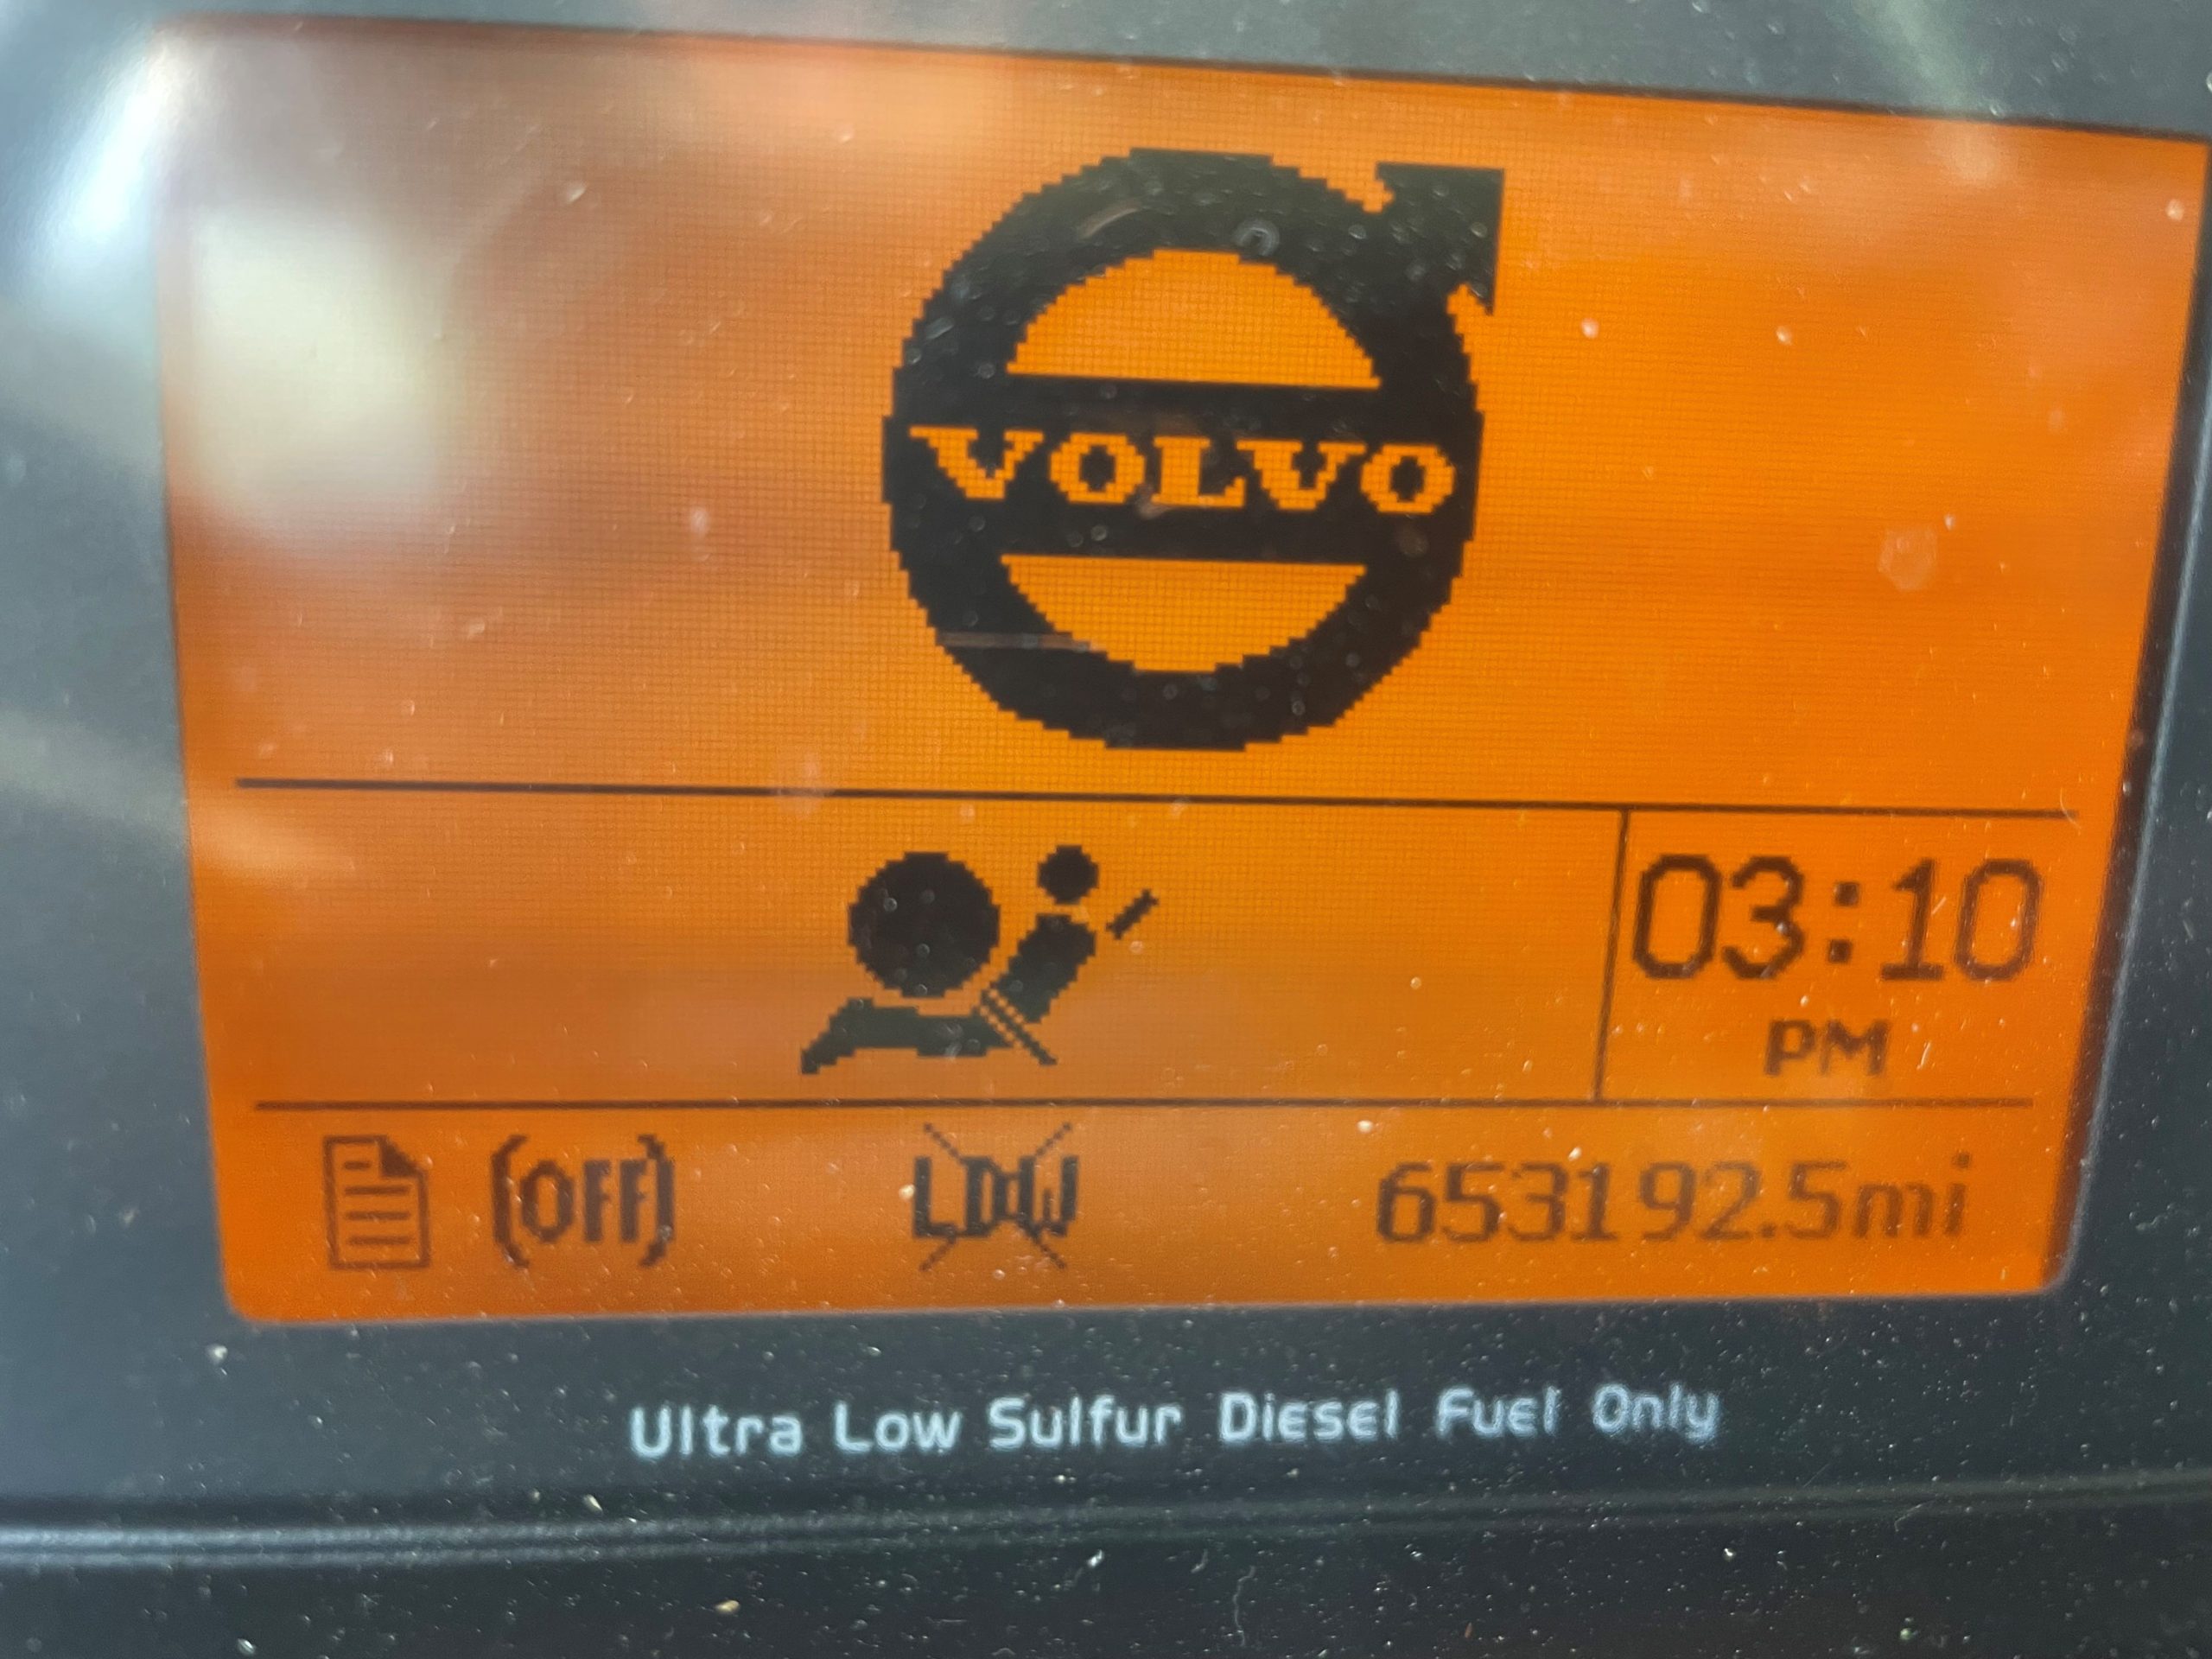 VOLVO
03:10
PM
(OFF) LDW 653192.5mi
Ultra Low Sulfur Diesel Fuel Only